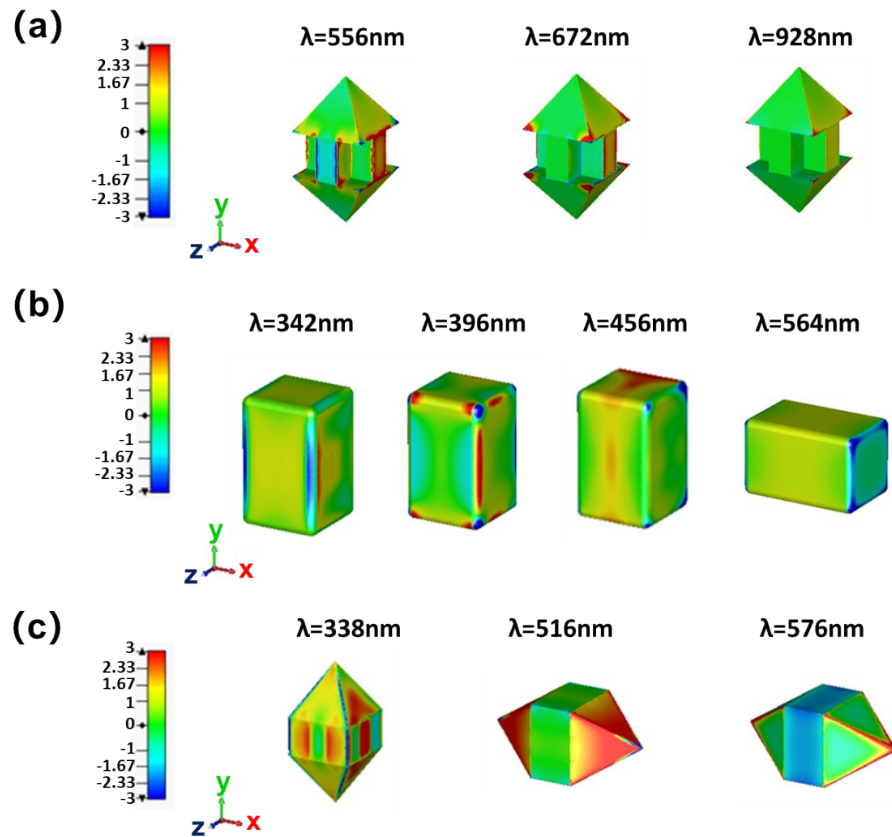 (a)
λ=556nm λ=672nm λ=928nm
3
2.33
1.67
1
0
-1
-1.67
-2.33
-3
y
z x
(b)
λ=342nm λ=396nm λ=456nm λ=564nm
3
2.33
1.67
1
0
-1
-1.67
-2.33
-3
y
z x
(c)
λ=338nm λ=516nm λ=576nm
3
2.33
1.67
1
0
-1
-1.67
-2.33
-3
y
z x